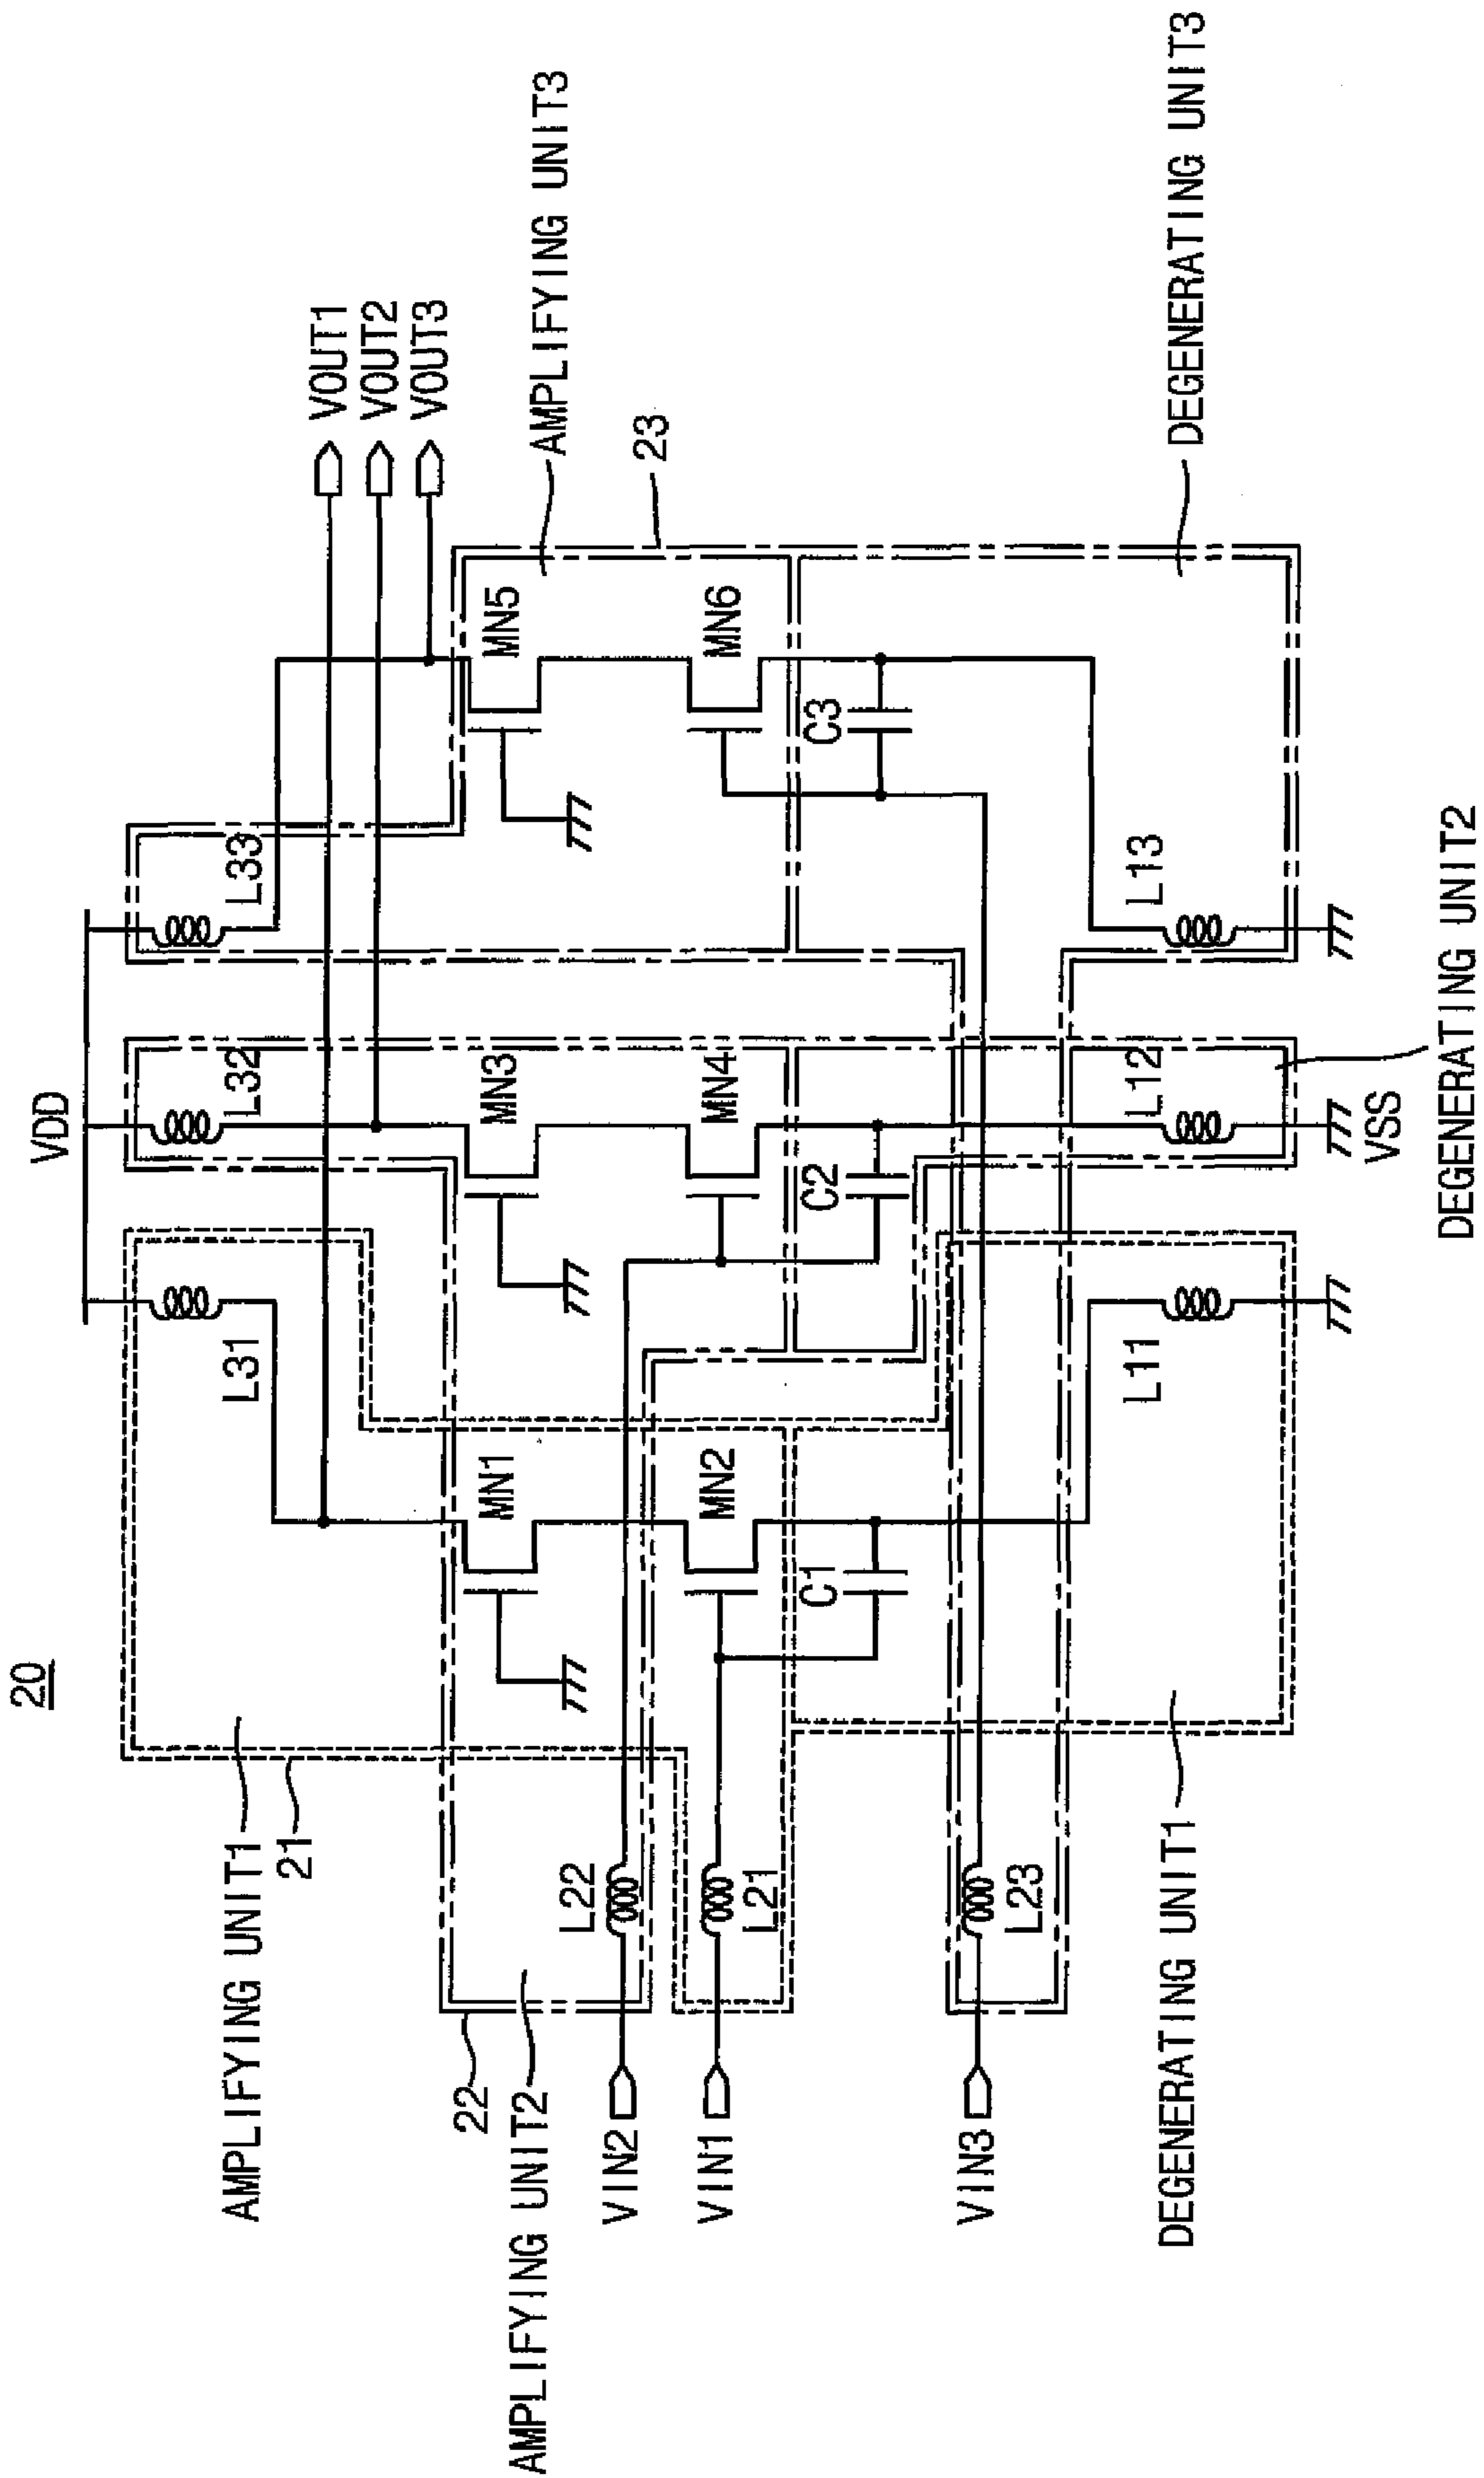 20
VDD
AMPLIFYING UNIT1
21
L31
L32
L33
VOUT1
VOUT2
VOUT3
22
AMPLIFYING UNIT2
MN1
MN3
MN5
AMPLIFYING UNIT3
23
VIN2
L22
VIN1
L21
MN2
MN4
MN6
C1
C2
C3
VIN3
L23
DEGENERATING UNIT1
L11
L12
L13
DEGENERATING UNIT3
VSS
DEGENERATING UNIT2